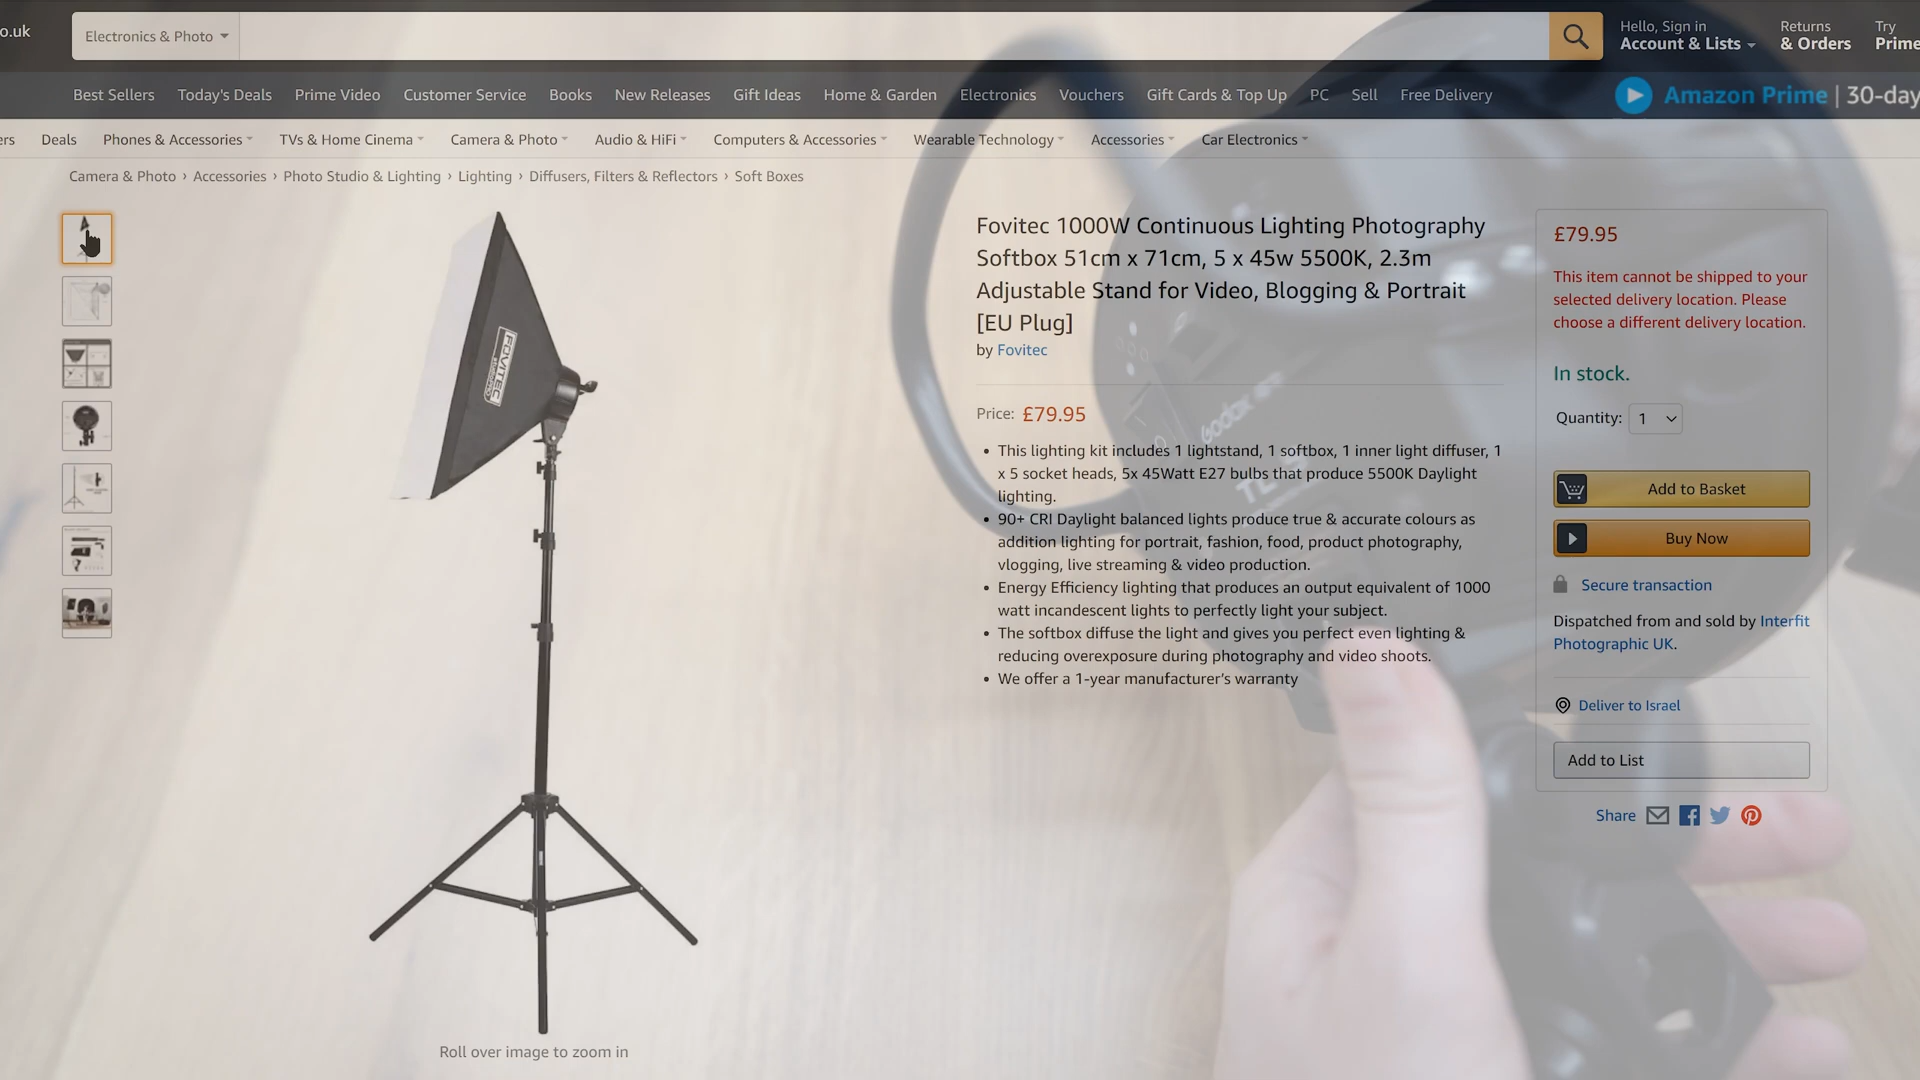 o.uk
Electronics & Photo
Hello, Sign in
Account & Lists
Returns
& Orders
Try
Prime
Best Sellers Today's Deals Prime Video Customer Service Books New Releases Gift Ideas Home & Garden Electronics Vouchers Gift Cards & Top Up PC Sell Free Delivery
Amazon Prime | 30-day
ers Deals Phones & Accessories TVs & Home Cinema Camera & Photo Audio & HiFi Computers & Accessories Wearable Technology Accessories Car Electronics
Camera & Photo › Accessories › Photo Studio & Lighting › Lighting › Diffusers, Filters & Reflectors › Soft Boxes
FOVITEC
Roll over image to zoom in
Fovitec 1000W Continuous Lighting Photography
Softbox 51cm x 71cm, 5 x 45w 5500K, 2.3m
Adjustable Stand for Video, Blogging & Portrait
[EU Plug]
by Fovitec
Price: £79.95
• This lighting kit includes 1 lightstand, 1 softbox, 1 inner light diffuser, 1
x 5 socket heads, 5x 45Watt E27 bulbs that produce 5500K Daylight
lighting.
• 90+ CRI Daylight balanced lights produce true & accurate colours as
addition lighting for portrait, fashion, food, product photography,
vlogging, live streaming & video production.
• Energy Efficiency lighting that produces an output equivalent of 1000
watt incandescent lights to perfectly light your subject.
• The softbox diffuse the light and gives you perfect even lighting &
reducing overexposure during photography and video shoots.
• We offer a 1-year manufacturer's warranty
Godox
£79.95
This item cannot be shipped to your
selected delivery location. Please
choose a different delivery location.
In stock.
Quantity: 1
Add to Basket
Buy Now
Secure transaction
Dispatched from and sold by Interfit
Photographic UK.
Deliver to Israel
Add to List
Share